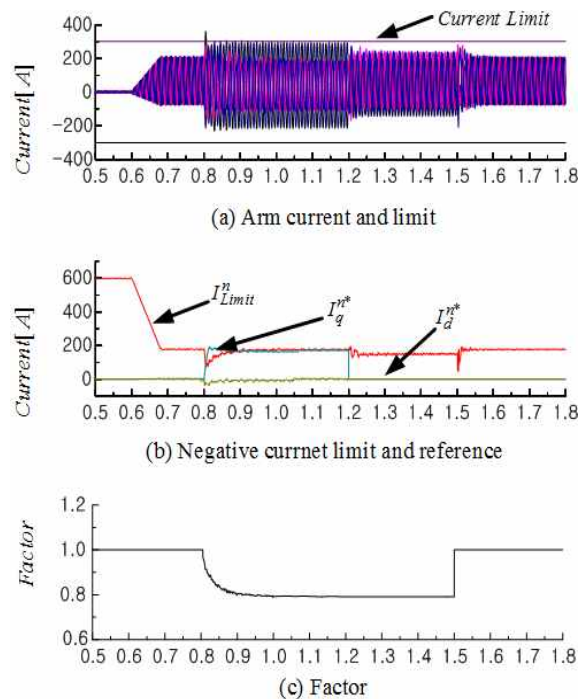 Current Limit
Current[A]
400
300
200
100
0
-200
-400
0.5 0.6 0.7 0.8 0.9 1.0 1.1 1.2 1.3 1.4 1.5 1.6 1.7 1.8
(a) Arm current and limit
Current[A]
600
400
200
0
I^n_Limit
I^n*_q
I^n*_d
0.5 0.6 0.7 0.8 0.9 1.0 1.1 1.2 1.3 1.4 1.5 1.6 1.7 1.8
(b) Negative currnet limit and reference
Factor
1.2
1.0
0.8
0.6
0.5 0.6 0.7 0.8 0.9 1.0 1.1 1.2 1.3 1.4 1.5 1.6 1.7 1.8
(c) Factor